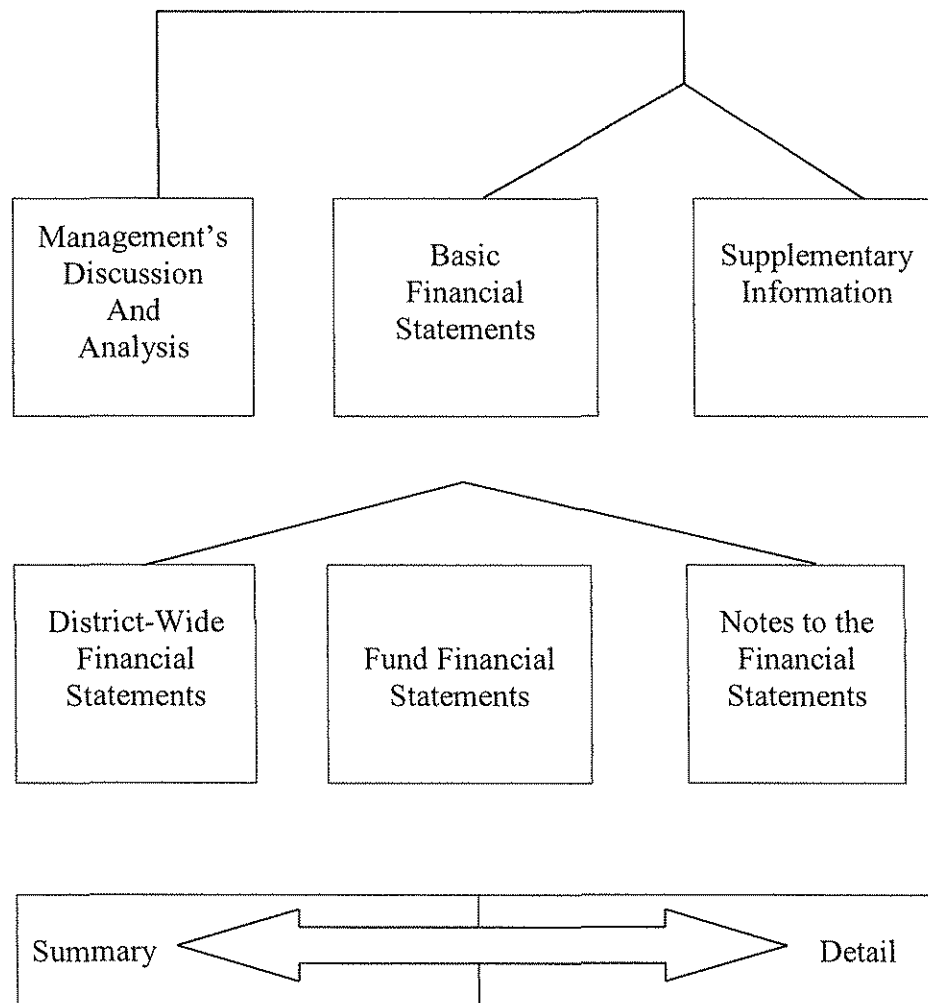 Management's
Discussion
And
Analysis
Basic
Financial
Statements
Supplementary
Information
District-Wide
Financial
Statements
Fund Financial
Statements
Notes to the
Financial
Statements
Summary
Detail